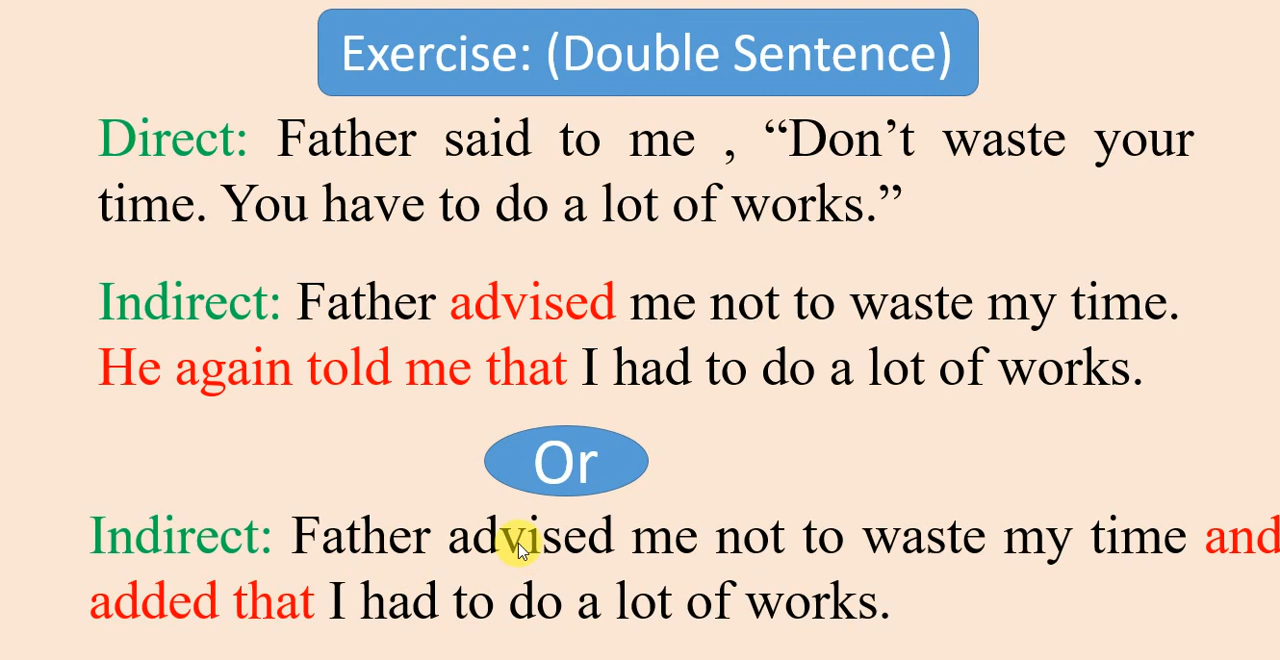 Exercise: (Double Sentence)
Direct: Father said to me , “Don’t waste your
time. You have to do a lot of works.”
Indirect: Father advised me not to waste my time.
He again told me that I had to do a lot of works.
Or
Indirect: Father advised me not to waste my time and
added that I had to do a lot of works.